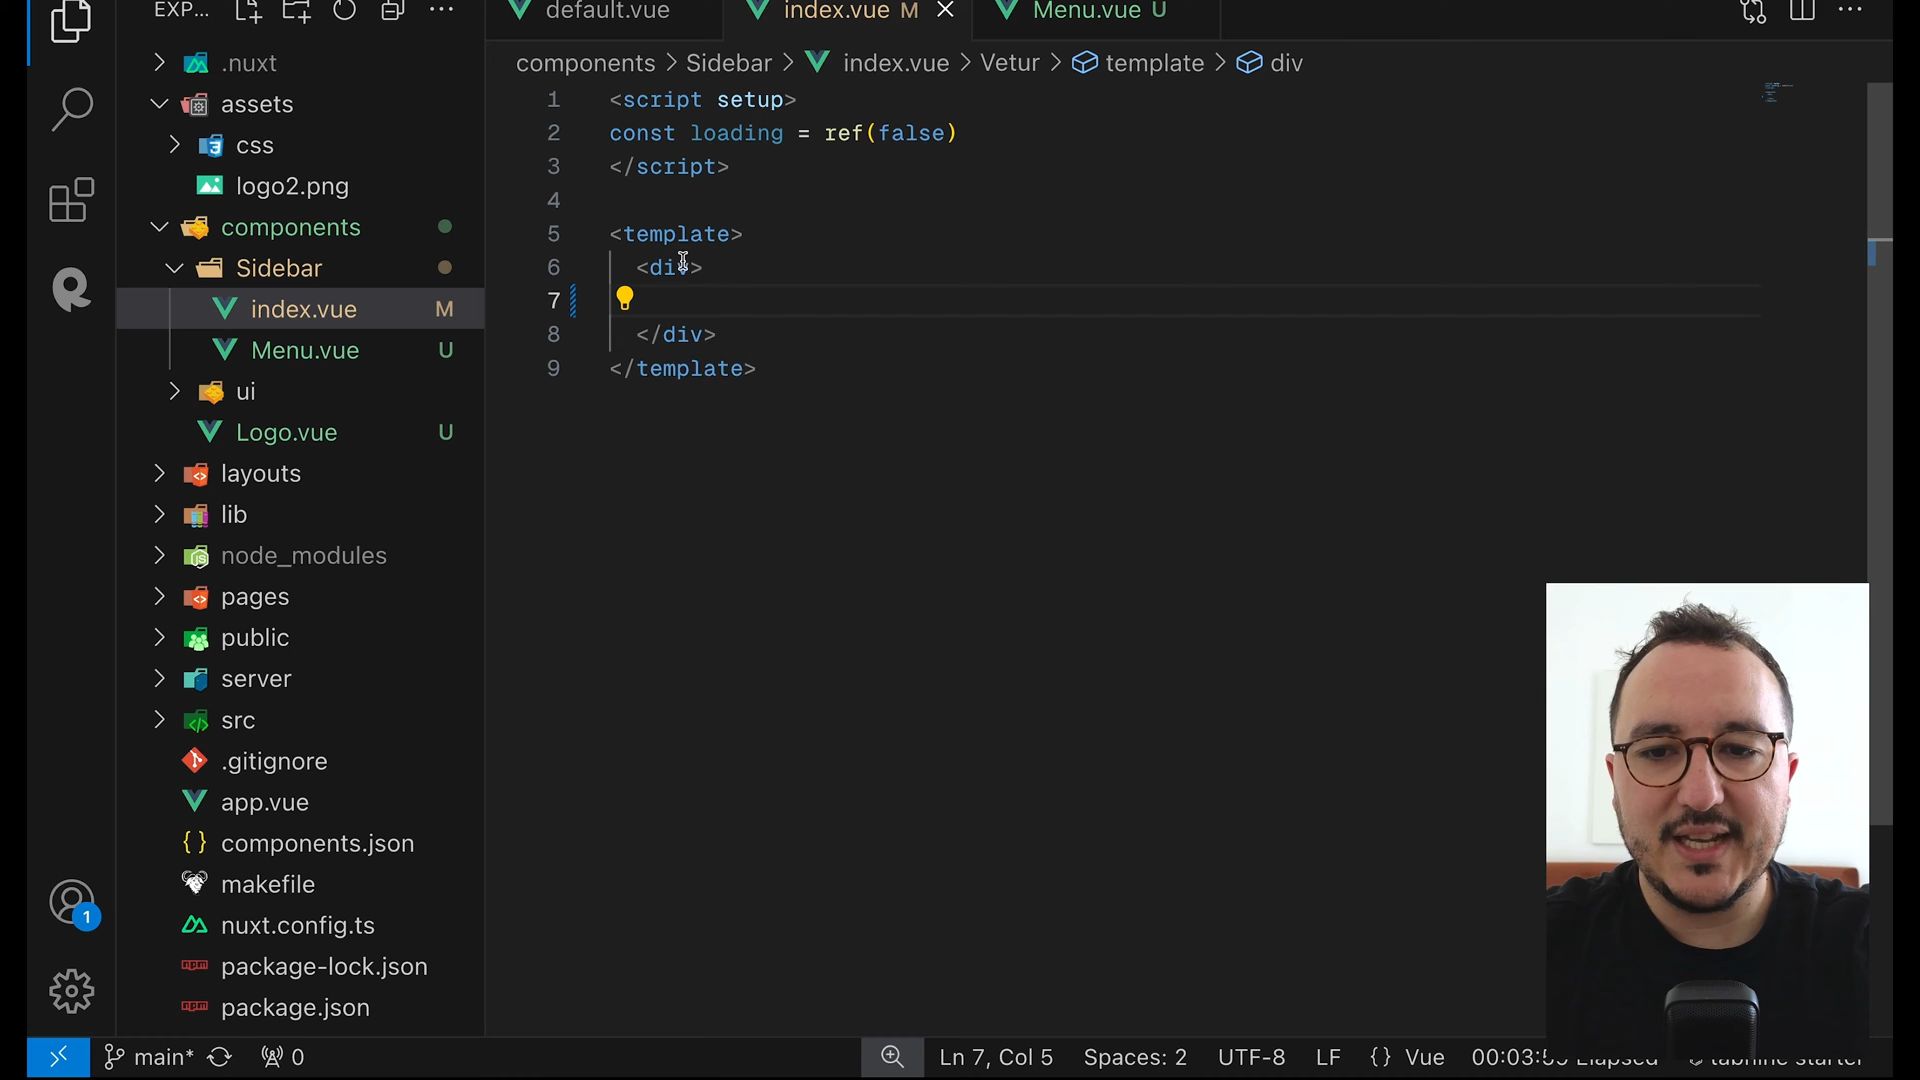 EXP...
default.vue
index.vue M
Menu.vue U
components > Sidebar > index.vue > Vetur > template > div
.nuxt
assets
css
logo2.png
components
Sidebar
index.vue M
Menu.vue U
ui
Logo.vue U
layouts
lib
node_modules
pages
public
server
src
.gitignore
app.vue
components.json
makefile
nuxt.config.ts
package-lock.json
package.json
1 <script setup>
2 const loading = ref(false)
3 </script>
4
5 <template>
6 <div>
7
8 </div>
9 </template>
1
main* 0
Ln 7, Col 5 Spaces: 2 UTF-8 LF {} Vue Elapsed tabnine starter